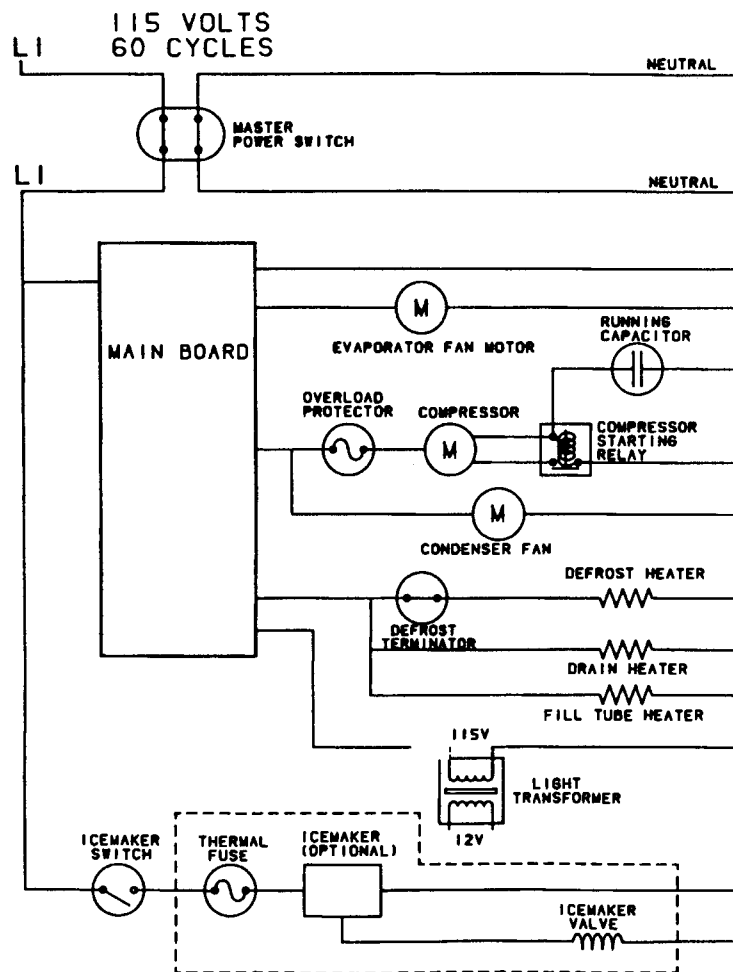 115 VOLTS
60 CYCLES
L1
NEUTRAL
MASTER
POWER SWITCH
L1
NEUTRAL
MAIN BOARD
M
EVAPORATOR FAN MOTOR
RUNNING
CAPACITOR
OVERLOAD
PROTECTOR
COMPRESSOR
M
COMPRESSOR
STARTING
RELAY
M
CONDENSER FAN
DEFROST HEATER
DEFROST
TERMINATOR
DRAIN HEATER
FILL TUBE HEATER
115V
LIGHT
TRANSFORMER
12V
ICEMAKER
SWITCH
THERMAL
FUSE
ICEMAKER
(OPTIONAL)
ICEMAKER
VALVE